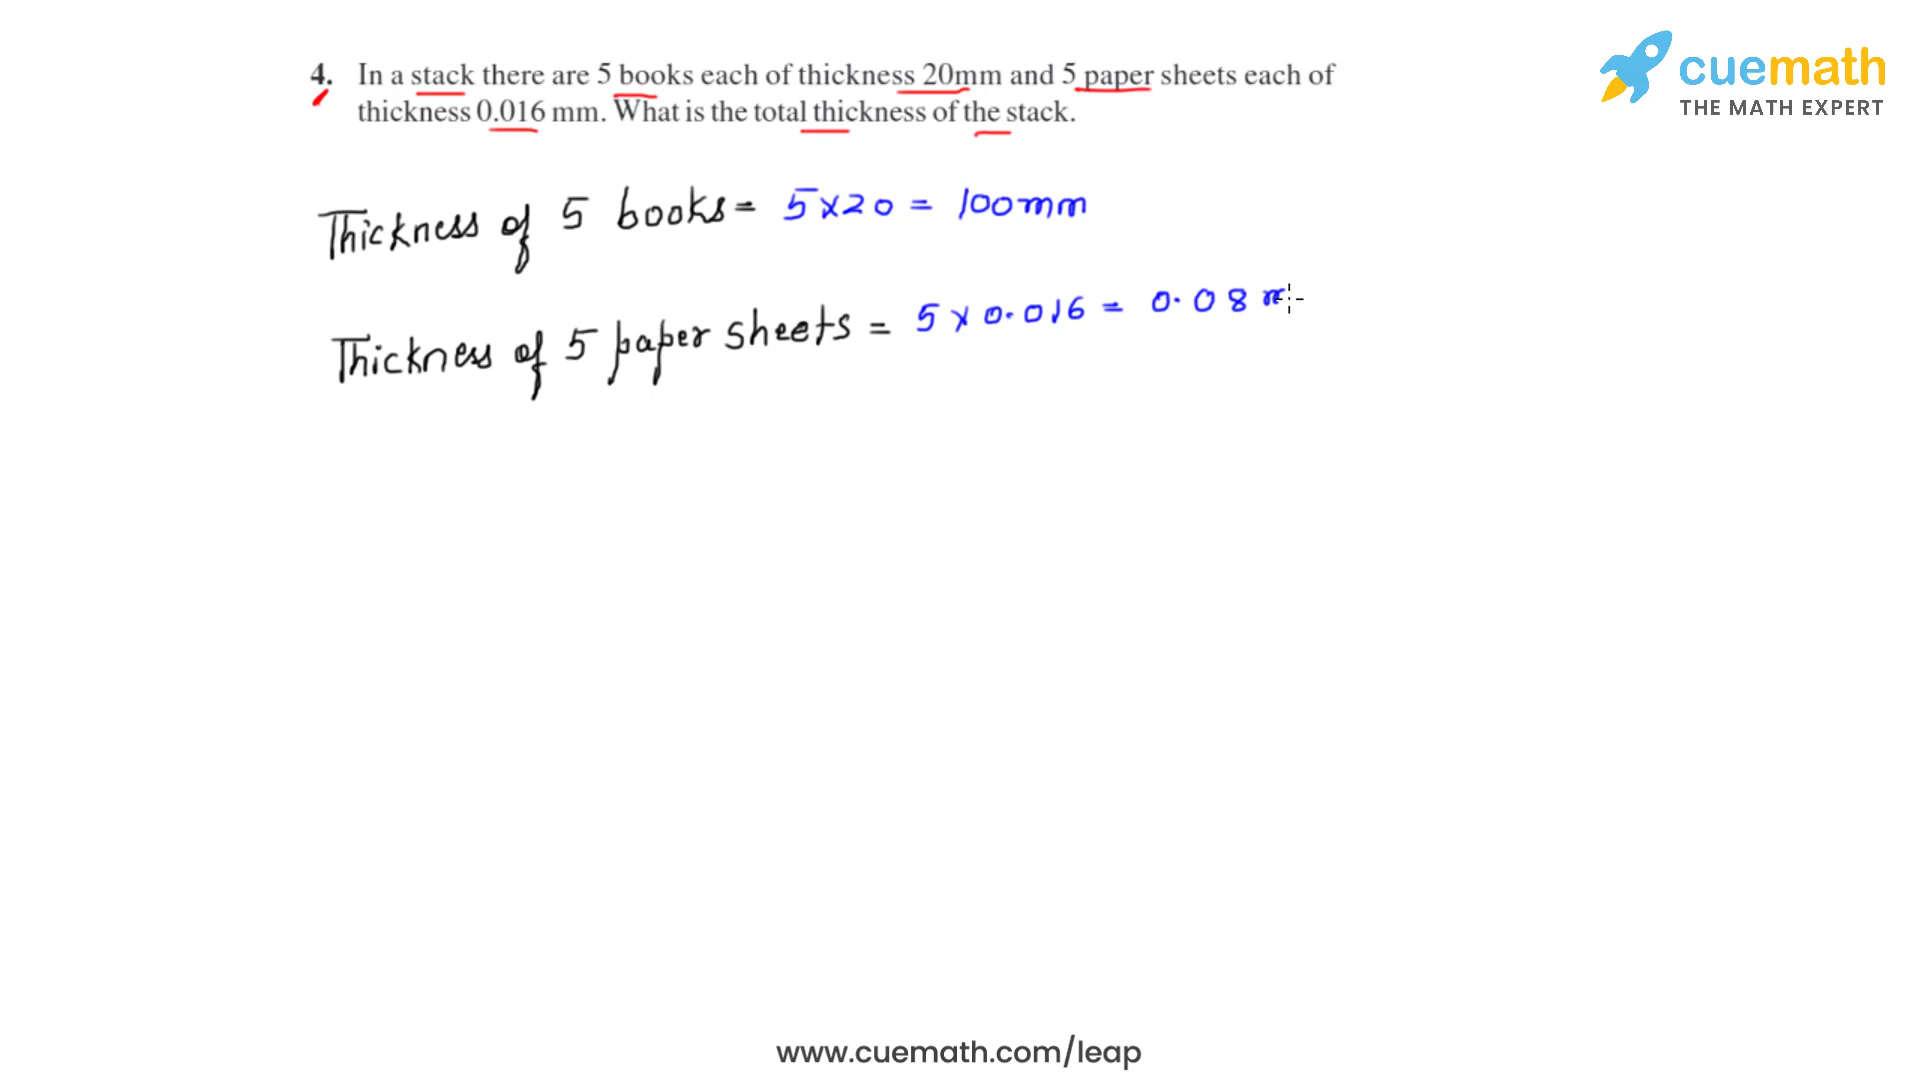 4. In a stack there are 5 books each of thickness 20mm and 5 paper sheets each of
thickness 0.016 mm. What is the total thickness of the stack.
cuemath
THE MATH EXPERT
Thickness of 5 books = 5 × 20 = 100mm
Thickness of 5 paper sheets = 5 × 0.016 = 0.08 m
www.cuemath.com/leap